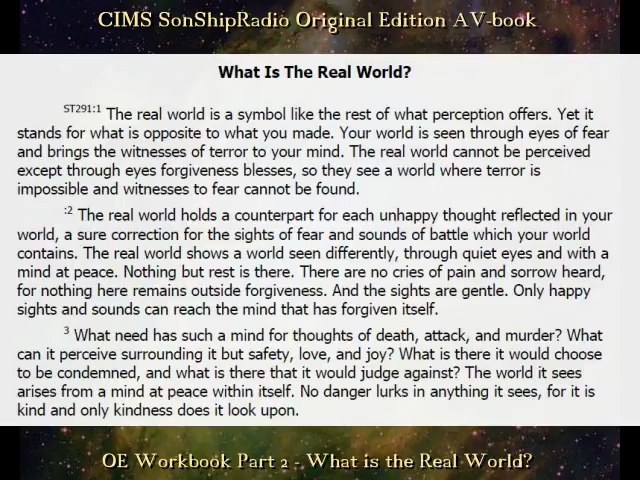 CIMS SonShipRadio Original Edition AV-book
What Is The Real World?
ST291:1 The real world is a symbol like the rest of what perception offers. Yet it
stands for what is opposite to what you made. Your world is seen through eyes of fear
and brings the witnesses of terror to your mind. The real world cannot be perceived
except through eyes forgiveness blesses, so they see a world where terror is
impossible and witnesses to fear cannot be found.
:2 The real world holds a counterpart for each unhappy thought reflected in your
world, a sure correction for the sights of fear and sounds of battle which your world
contains. The real world shows a world seen differently, through quiet eyes and with a
mind at peace. Nothing but rest is there. There are no cries of pain and sorrow heard,
for nothing here remains outside forgiveness. And the sights are gentle. Only happy
sights and sounds can reach the mind that has forgiven itself.
3 What need has such a mind for thoughts of death, attack, and murder? What
can it perceive surrounding it but safety, love, and joy? What is there it would choose
to be condemned, and what is there that it would judge against? The world it sees
arises from a mind at peace within itself. No danger lurks in anything it sees, for it is
kind and only kindness does it look upon.
OE Workbook Part 2 - What is the Real World?